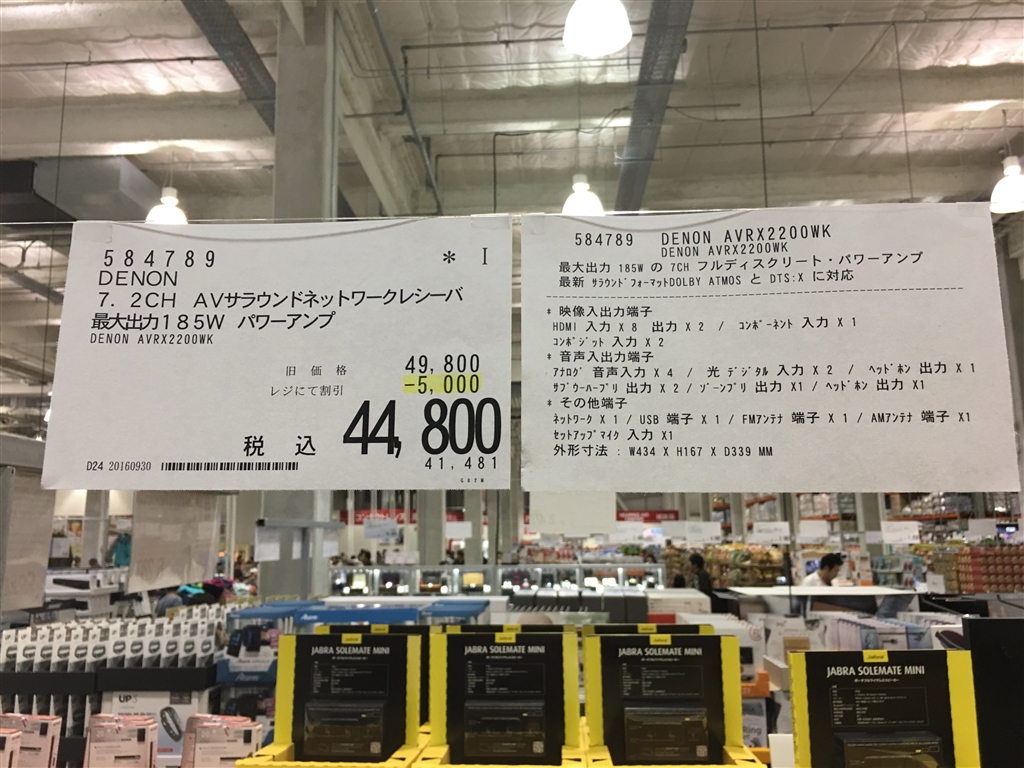 584789
* I
DENON
7.2CH AVサラウンドネットワークレシーバ
最大出力185W パワーアンプ
DENON AVRX2200WK
旧価格 49,800
レジにて割引 -5,000
税込 44,800
41,481
D24 20160930
584789 DENON AVRX2200WK
DENON AVRX2200WK
最大出力 185W の 7CH フルディスクリート・パワーアンプ
最新 ｻﾗｳﾝﾄﾞﾌｫｰﾏｯﾄDOLBY ATMOS と DTS:X に対応
* 映像入出力端子
HDMI 入力 X 8 出力 X 2 / ｺﾝﾎﾟｰﾈﾝﾄ 入力 X 1
ｺﾝﾎﾟｼﾞｯﾄ 入力 X 2
* 音声入出力端子
ｱﾅﾛｸﾞ 音声入力 X 4 / 光 ﾃﾞｼﾞﾀﾙ 入力 X 2 / ﾍｯﾄﾞﾎﾝ 出力 X 1
ｻﾌﾞｳｰﾊｰﾌﾟﾘ 出力 X 2 / ｿﾞｰﾝﾌﾟﾘ 出力 X1 / ﾍｯﾄﾞﾎﾝ 出力 X1
* その他端子
ﾈｯﾄﾜｰｸ X 1 / USB 端子 X 1 / FMｱﾝﾃﾅ 端子 X 1 / AMｱﾝﾃﾅ 端子 X1
ｾｯﾄｱｯﾌﾟﾏｲｸ 入力 X1
外形寸法 : W434 X H167 X D339 MM
JABRA SOLEMATE MINI
JABRA SOLEMATE MINI
JABRA SOLEMATE MINI
Jabra
JABRA SOLEMATE MINI
UP3